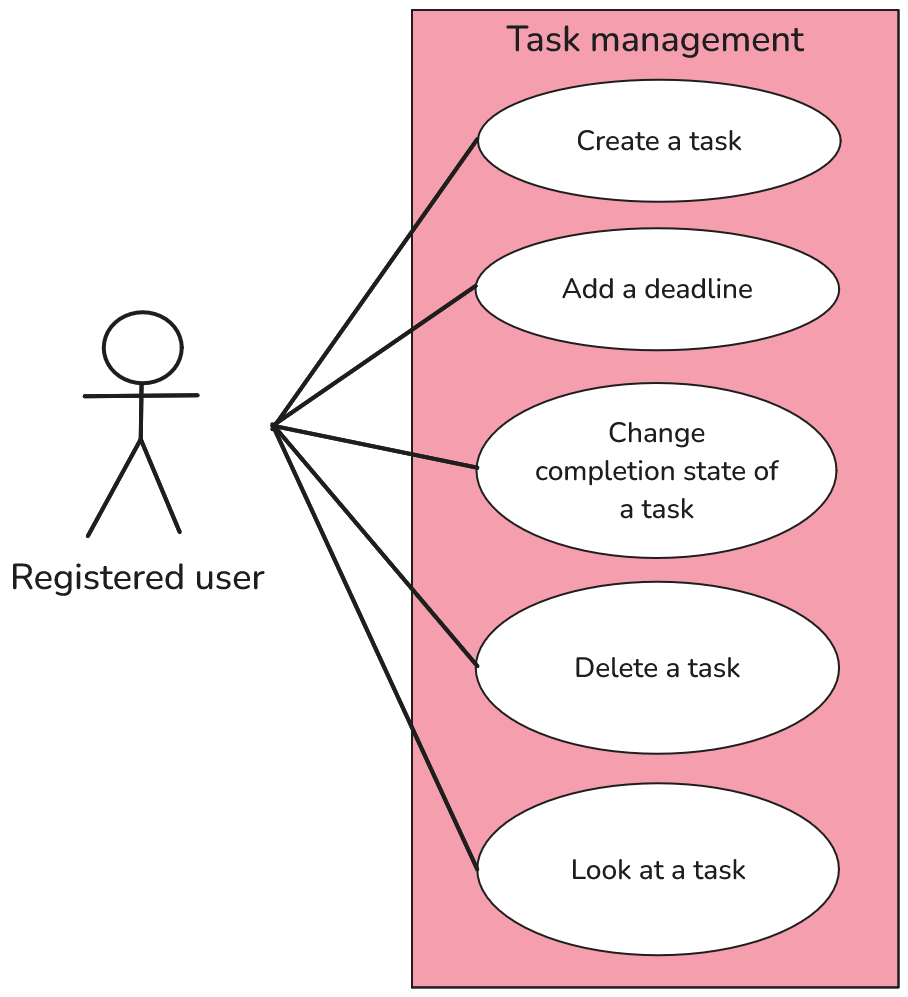 Task management
Create a task
Add a deadline
Change
completion state of
a task
Registered user
Delete a task
Look at a task